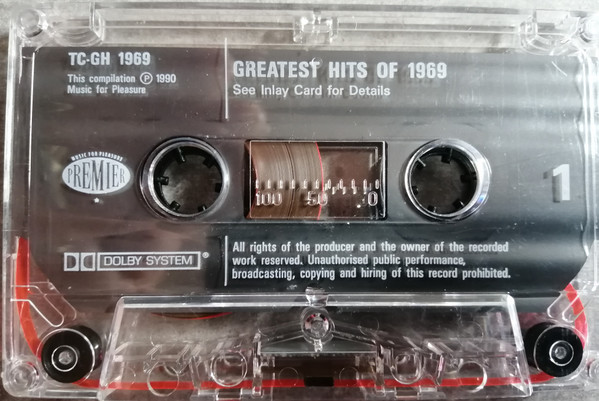 TC-GH 1969
This compilation Ⓟ 1990
Music for Pleasure
GREATEST HITS OF 1969
See Inlay Card for Details
MUSIC FOR PLEASURE
PREMIER
100 50 0
1
DOLBY SYSTEM®
All rights of the producer and the owner of the recorded
work reserved. Unauthorised public performance,
broadcasting, copying and hiring of this record prohibited.